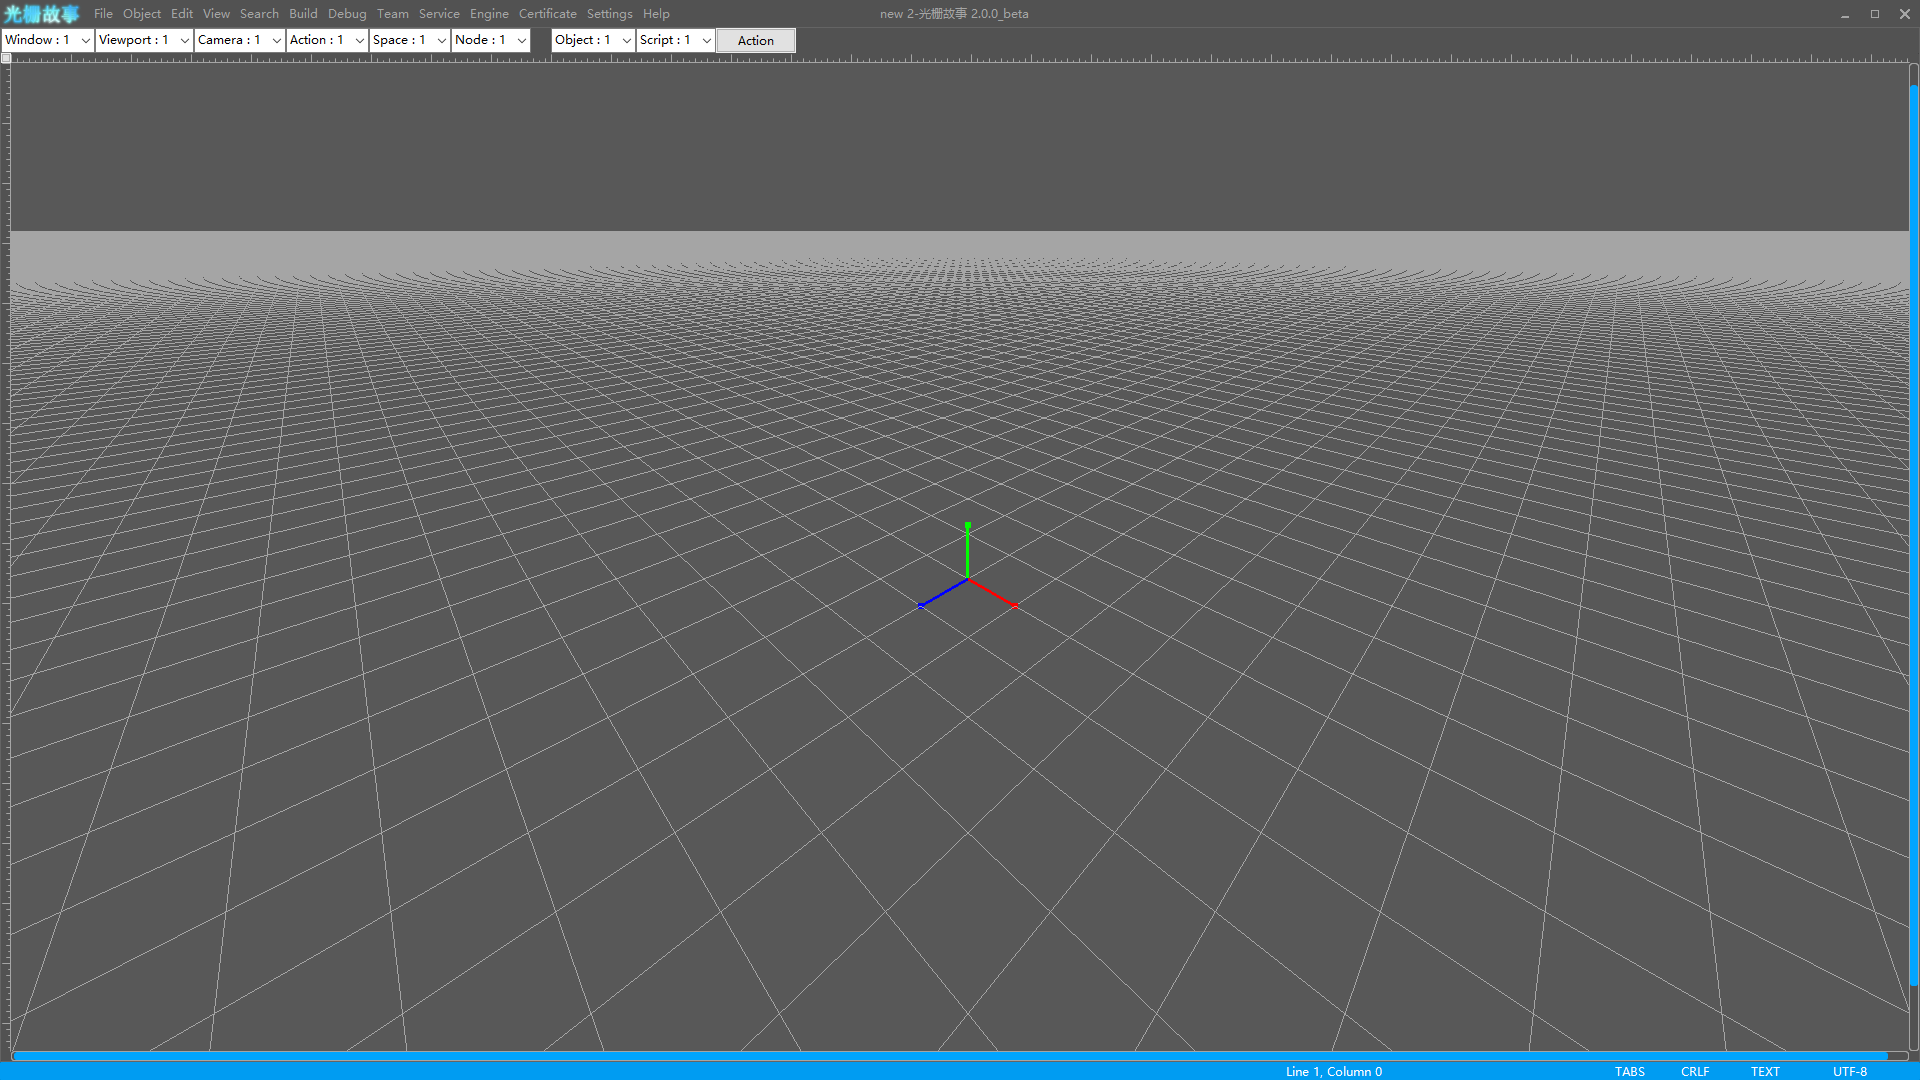 光栅故事 File Object Edit View Search Build Debug Team Service Engine Certificate Settings Help new 2-光栅故事 2.0.0_beta
Window : 1 Viewport : 1 Camera : 1 Action : 1 Space : 1 Node : 1 Object : 1 Script : 1 Action
Line 1, Column 0 TABS CRLF TEXT UTF-8